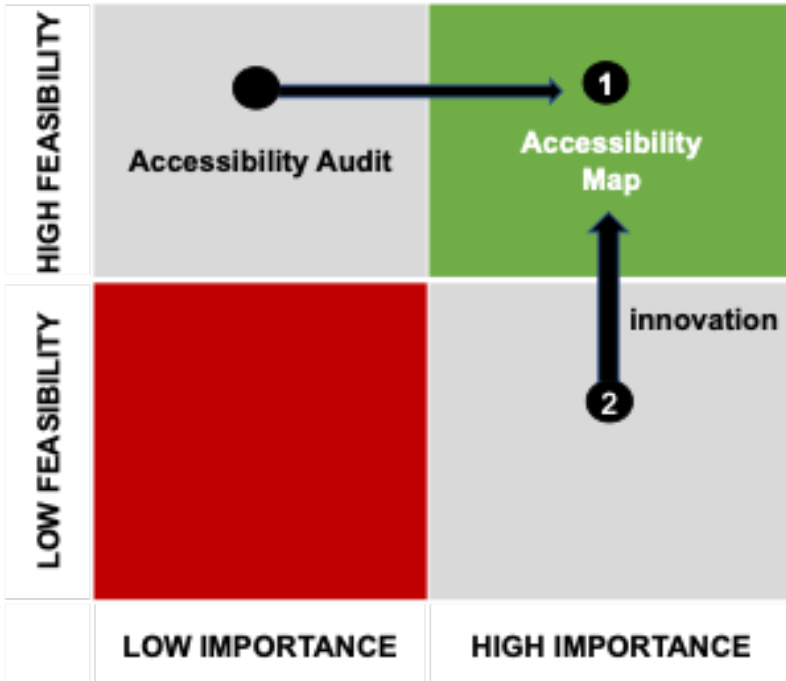 HIGH FEASIBILITY
1
Accessibility Audit
Accessibility
Map
LOW FEASIBILITY
innovation
2
LOW IMPORTANCE
HIGH IMPORTANCE